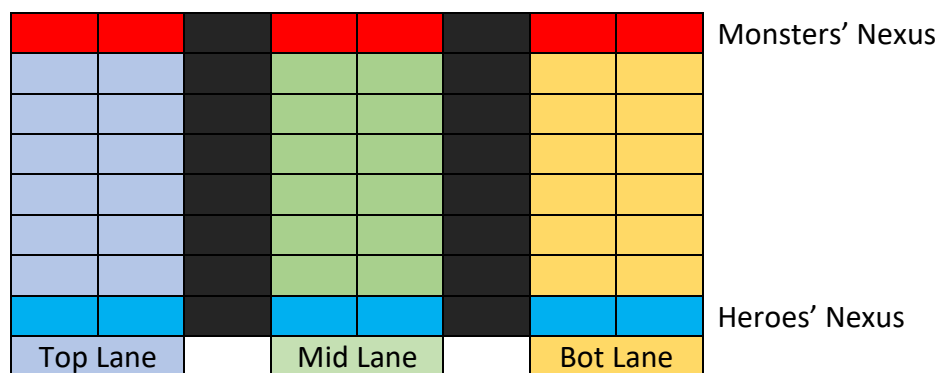 Monsters’ Nexus
Heroes’ Nexus
Top Lane
Mid Lane
Bot Lane